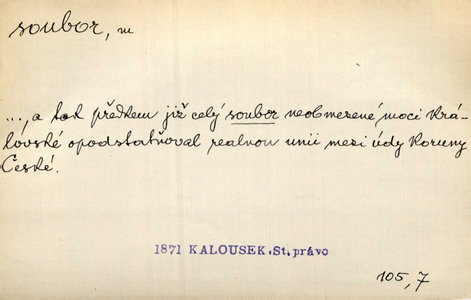 soubor, m
..., a tak předkem již celý soubor neobmezené moci krá-
lovské opodstatňoval realnou unii mezi údy Koruny
České.
1871 KALOUSEK.St.právo
105,7